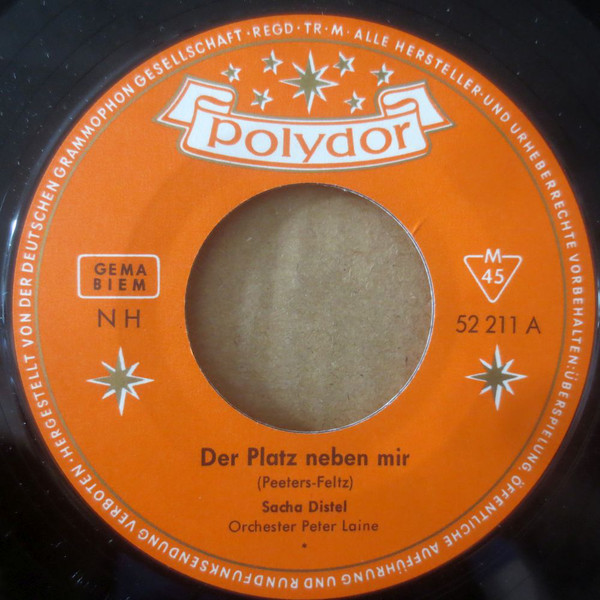 HERGESTELLT VON DER DEUTSCHEN GRAMMOPHON GESELLSCHAFT · REGD · TR · M · ALLE HERSTELLER- UND URHEBERRECHTE VORBEHALTEN: ÜBERSPIELUNG, ÖFFENTLICHE AUFFÜHRUNG UND RUNDFUNKSENDUNG VERBOTEN ·
Polydor
GEMA
BIEM
NH
M
45
52 211 A
Der Platz neben mir
(Peeters-Feltz)
Sacha Distel
Orchester Peter Laine